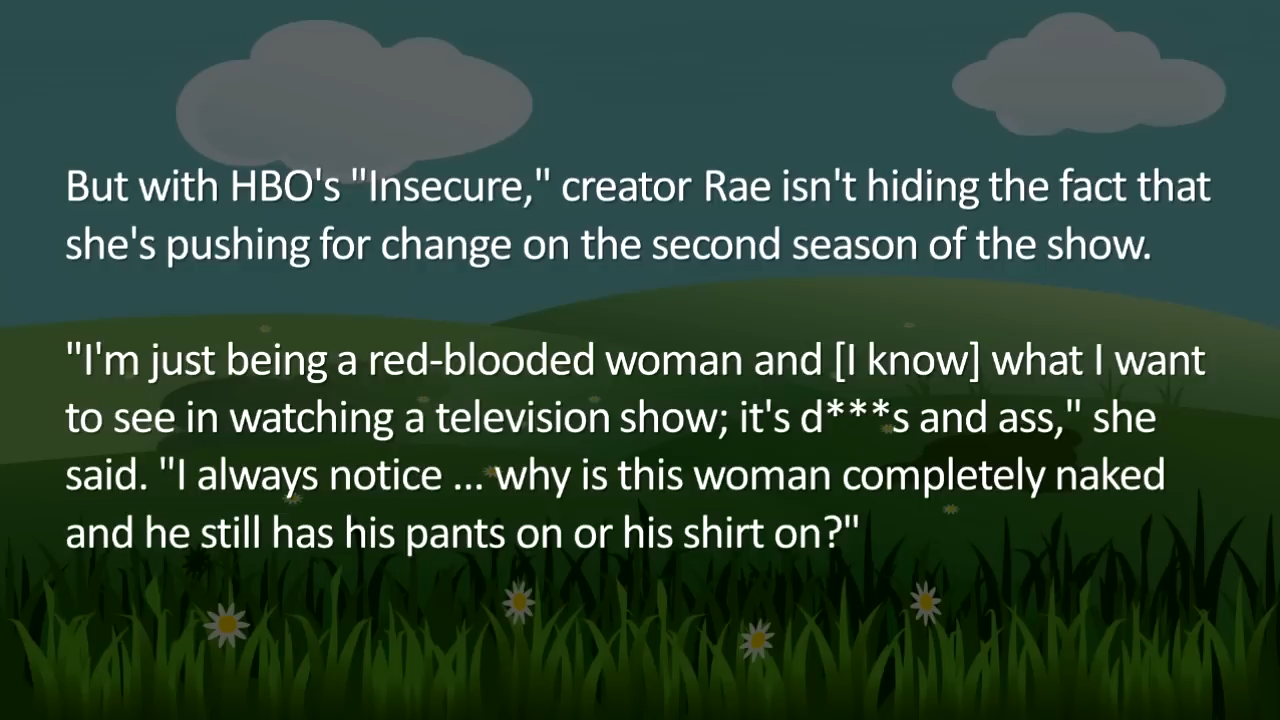 But with HBO's "Insecure," creator Rae isn't hiding the fact that
she's pushing for change on the second season of the show.
"I'm just being a red-blooded woman and [I know] what I want
to see in watching a television show; it's d***s and ass," she
said. "I always notice ... why is this woman completely naked
and he still has his pants on or his shirt on?"